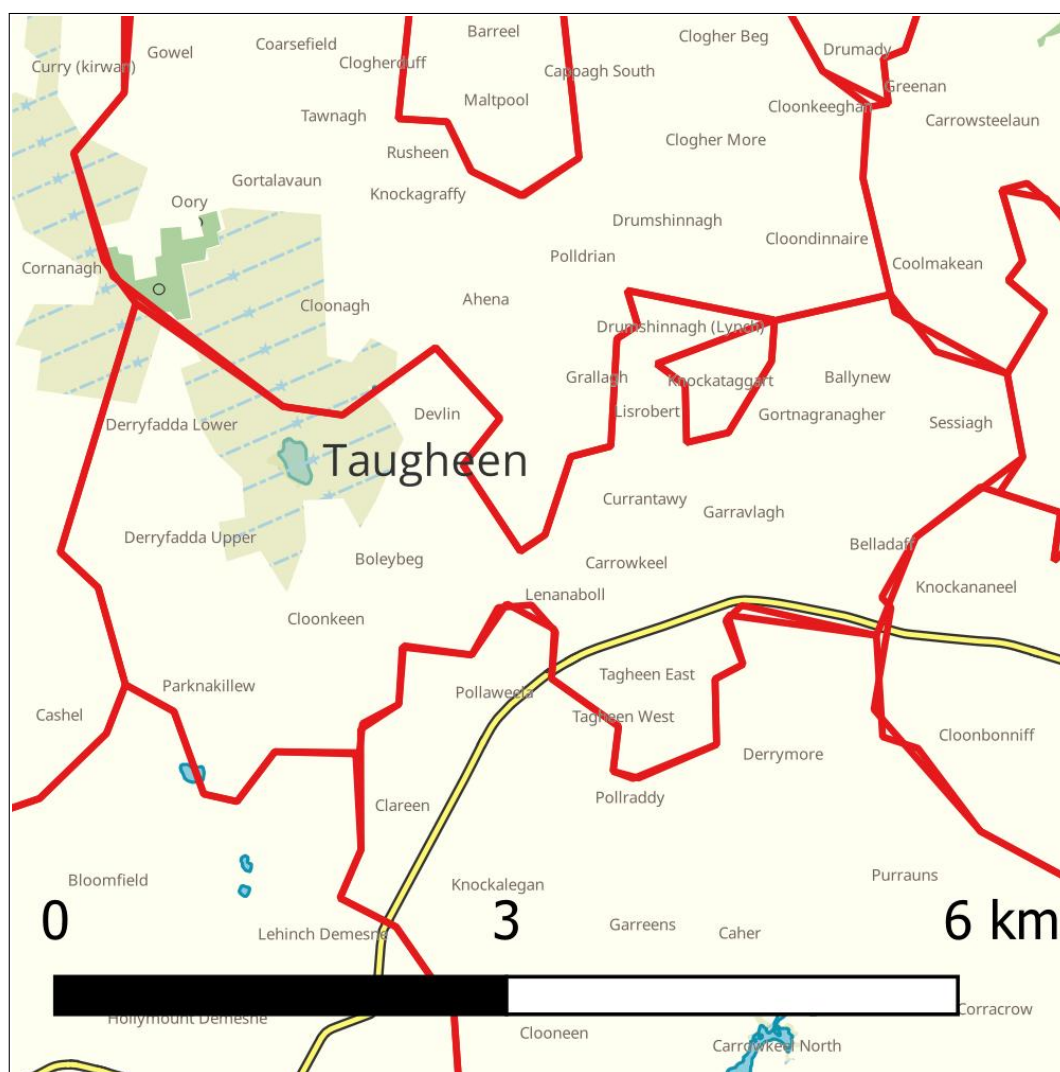 Barreel
Clogher Beg
Coarsefield
Gowel
Drumady
Clogherduff
Curry (kirwan)
Cappagh South
Greenan
Maltpool
Cloonkeeghan
Tawnagh
Carrowsteelaun
Clogher More
Rusheen
Gortalavaun
Knockagraffy
Oory
Drumshinnagh
Cloondinnaire
Polldrian
Coolmakean
Cornanagh
Ahena
Cloonagh
Drumshinnagh (Lynch)
Grallagh
Knockataggart
Ballynew
Lisrobert
Devlin
Gortnagranagher
Sessiagh
Derryfadda Lower
Taugheen
Currantawy
Garravlagh
Derryfadda Upper
Belladaff
Boleybeg
Carrowkeel
Knockananeel
Lenanaboll
Cloonkeen
Tagheen East
Parknakillew
Cashel
Tagheen West
Cloonbonniff
Derrymore
Pollraddy
Clareen
Purrauns
Bloomfield
Knockalegan
0 3 6 km
Garreens
Caher
Lehinch Demesne
Corracrow
Hollymount Demesne
Clooneen
Carrowkeel North